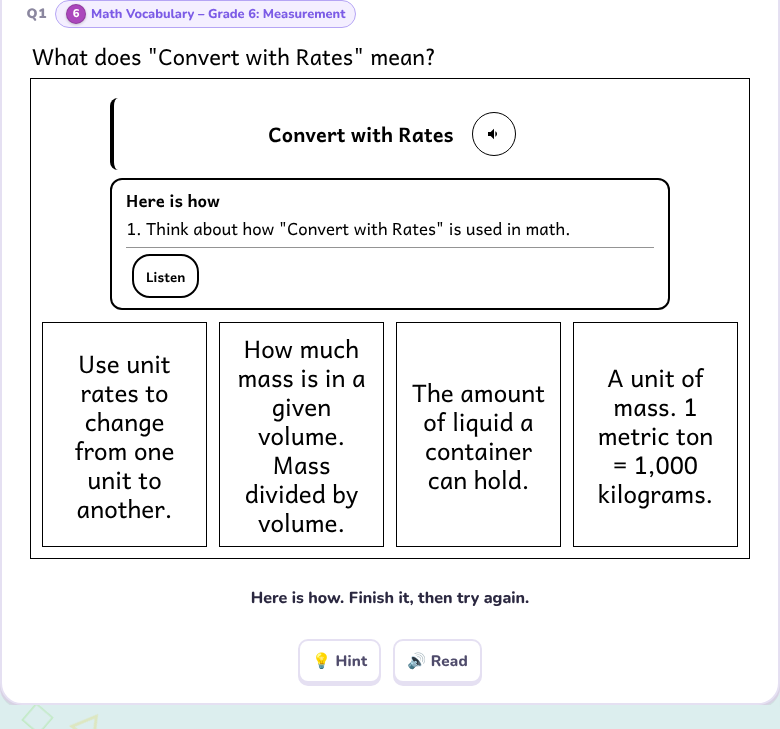 Q1 6 Math Vocabulary – Grade 6: Measurement
What does "Convert with Rates" mean?
Convert with Rates
Here is how
1. Think about how "Convert with Rates" is used in math.
Listen
Use unit
rates to
change
from one
unit to
another.
How much
mass is in a
given
volume.
Mass
divided by
volume.
The amount
of liquid a
container
can hold.
A unit of
mass. 1
metric ton
= 1,000
kilograms.
Here is how. Finish it, then try again.
Hint
Read